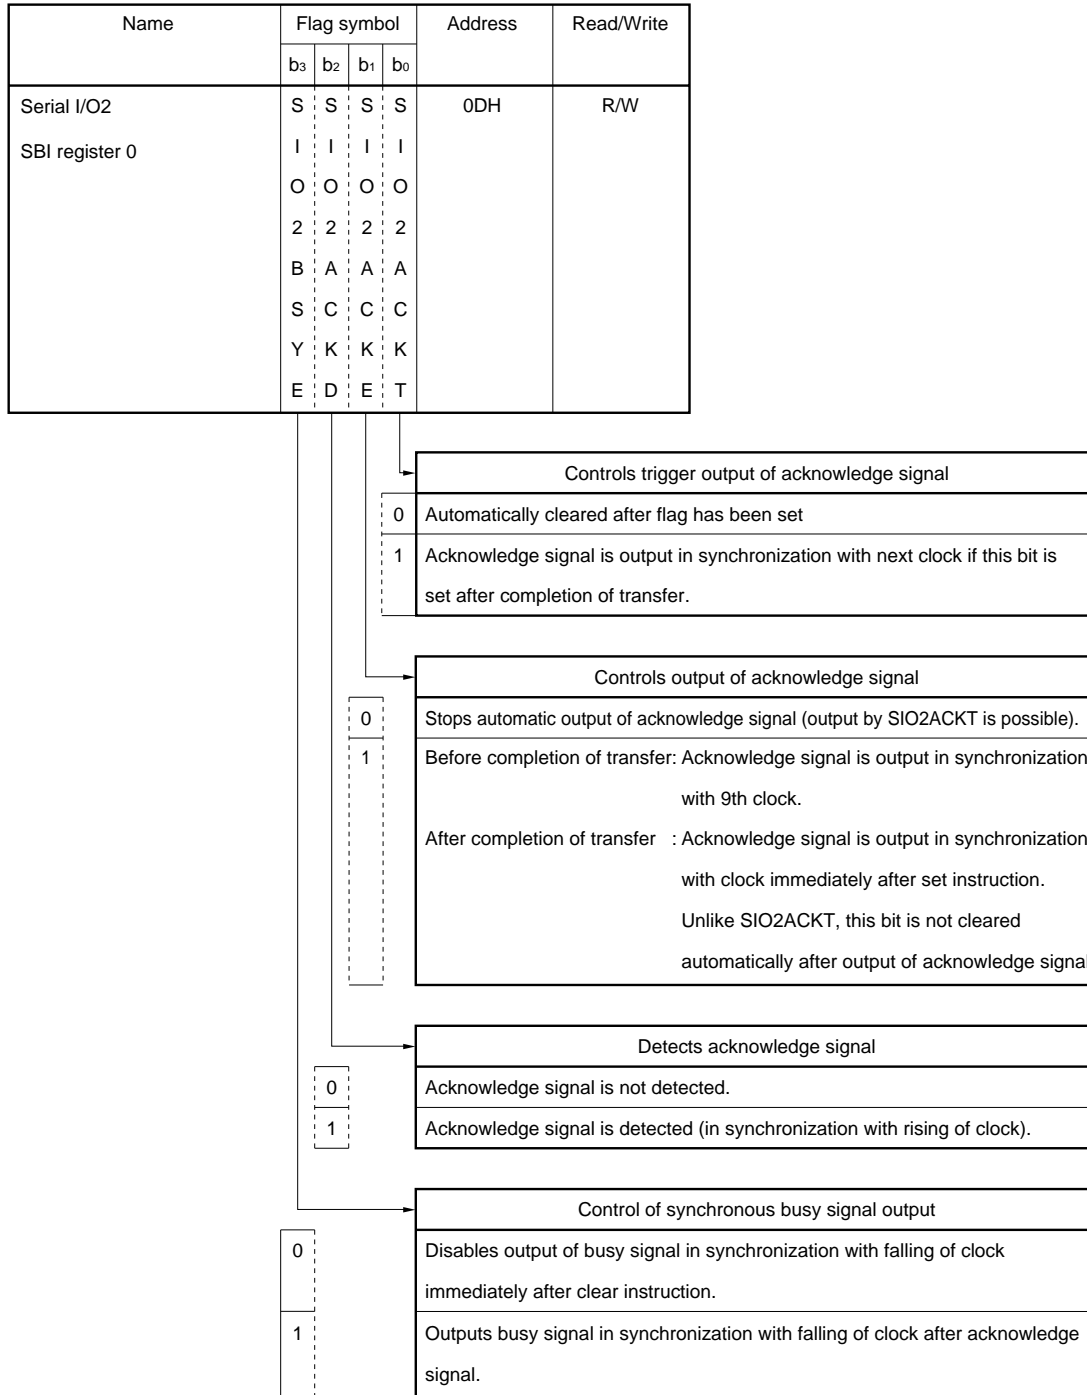 Name Flag symbol Address Read/Write
b3 b2 b1 b0
Serial I/O2 S S S S 0DH R/W
SBI register 0 I I I I
O O O O
2 2 2 2
B A A A
S C C C
Y K K K
E D E T
Controls trigger output of acknowledge signal
0 Automatically cleared after flag has been set
1 Acknowledge signal is output in synchronization with next clock if this bit is
set after completion of transfer.
Controls output of acknowledge signal
0 Stops automatic output of acknowledge signal (output by SIO2ACKT is possible).
1 Before completion of transfer: Acknowledge signal is output in synchronization
with 9th clock.
After completion of transfer : Acknowledge signal is output in synchronization
with clock immediately after set instruction.
Unlike SIO2ACKT, this bit is not cleared
automatically after output of acknowledge signal
Detects acknowledge signal
0 Acknowledge signal is not detected.
1 Acknowledge signal is detected (in synchronization with rising of clock).
Control of synchronous busy signal output
0 Disables output of busy signal in synchronization with falling of clock
immediately after clear instruction.
1 Outputs busy signal in synchronization with falling of clock after acknowledge
signal.